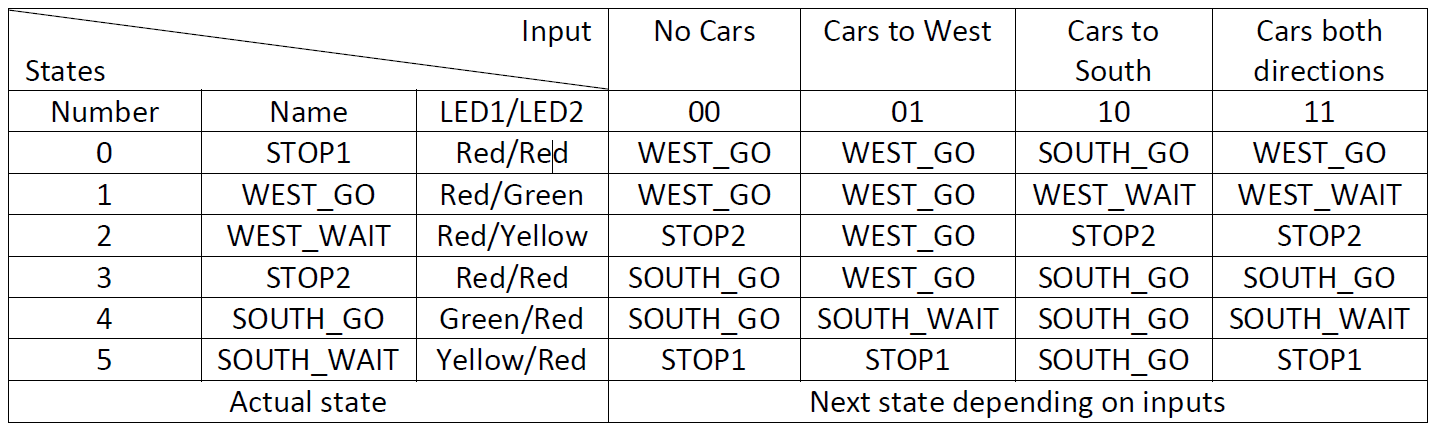 Input No Cars Cars to West Cars to South Cars both directions
States
Number Name LED1/LED2 00 01 10 11
0 STOP1 Red/Red WEST_GO WEST_GO SOUTH_GO WEST_GO
1 WEST_GO Red/Green WEST_GO WEST_GO WEST_WAIT WEST_WAIT
2 WEST_WAIT Red/Yellow STOP2 WEST_GO STOP2 STOP2
3 STOP2 Red/Red SOUTH_GO WEST_GO SOUTH_GO SOUTH_GO
4 SOUTH_GO Green/Red SOUTH_GO SOUTH_WAIT SOUTH_GO SOUTH_WAIT
5 SOUTH_WAIT Yellow/Red STOP1 STOP1 SOUTH_GO STOP1
Actual state Next state depending on inputs